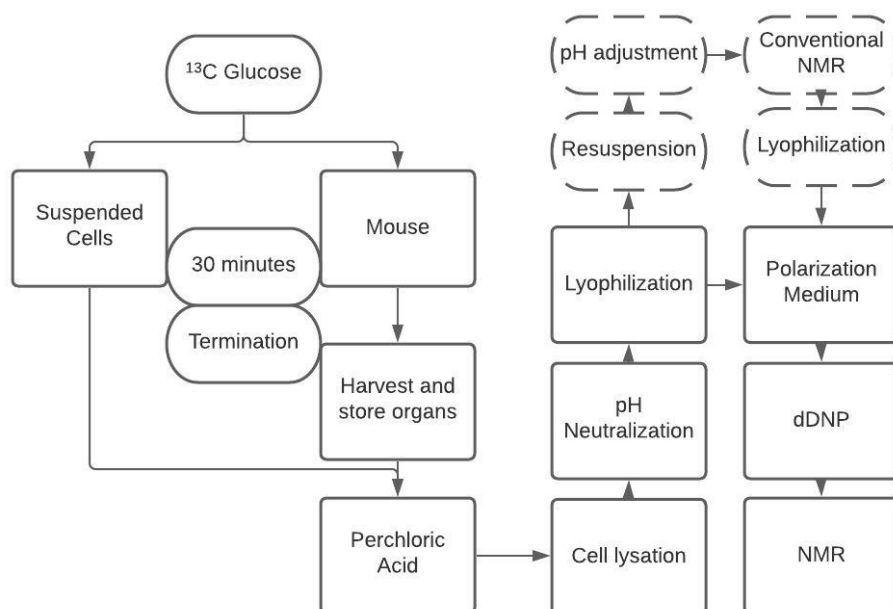 ¹³C Glucose
Suspended
Cells
Mouse
30 minutes
Termination
Harvest and
store organs
Perchloric
Acid
Cell lysation
pH
Neutralization
Lyophilization
Resuspension
pH adjustment
Conventional
NMR
Lyophilization
Polarization
Medium
dDNP
NMR